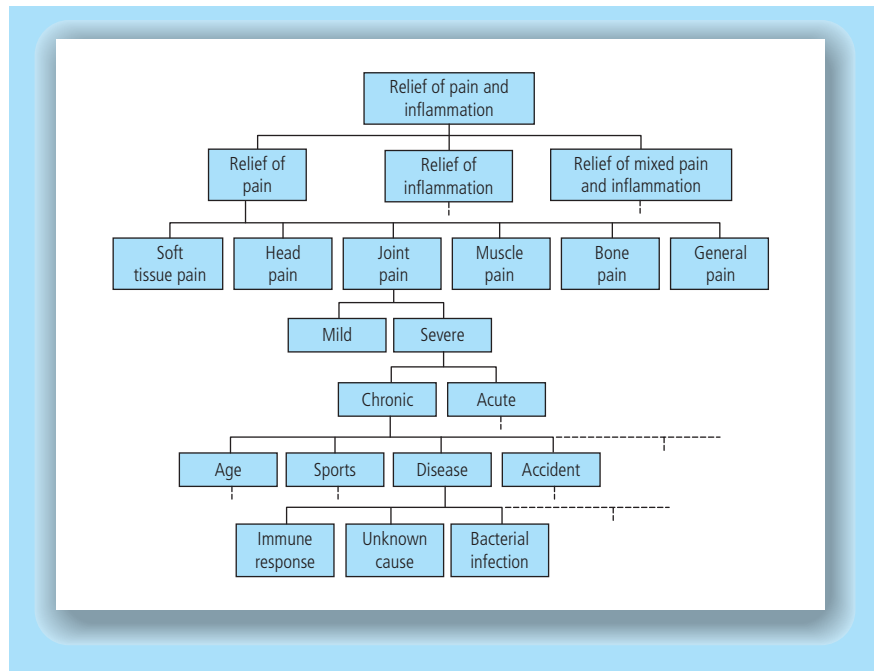 Relief of pain and
inflammation
Relief of
pain
Relief of
inflammation
Relief of mixed pain
and inflammation
Soft
tissue pain
Head
pain
Joint
pain
Muscle
pain
Bone
pain
General
pain
Mild
Severe
Chronic
Acute
Age
Sports
Disease
Accident
Immune
response
Unknown
cause
Bacterial
infection